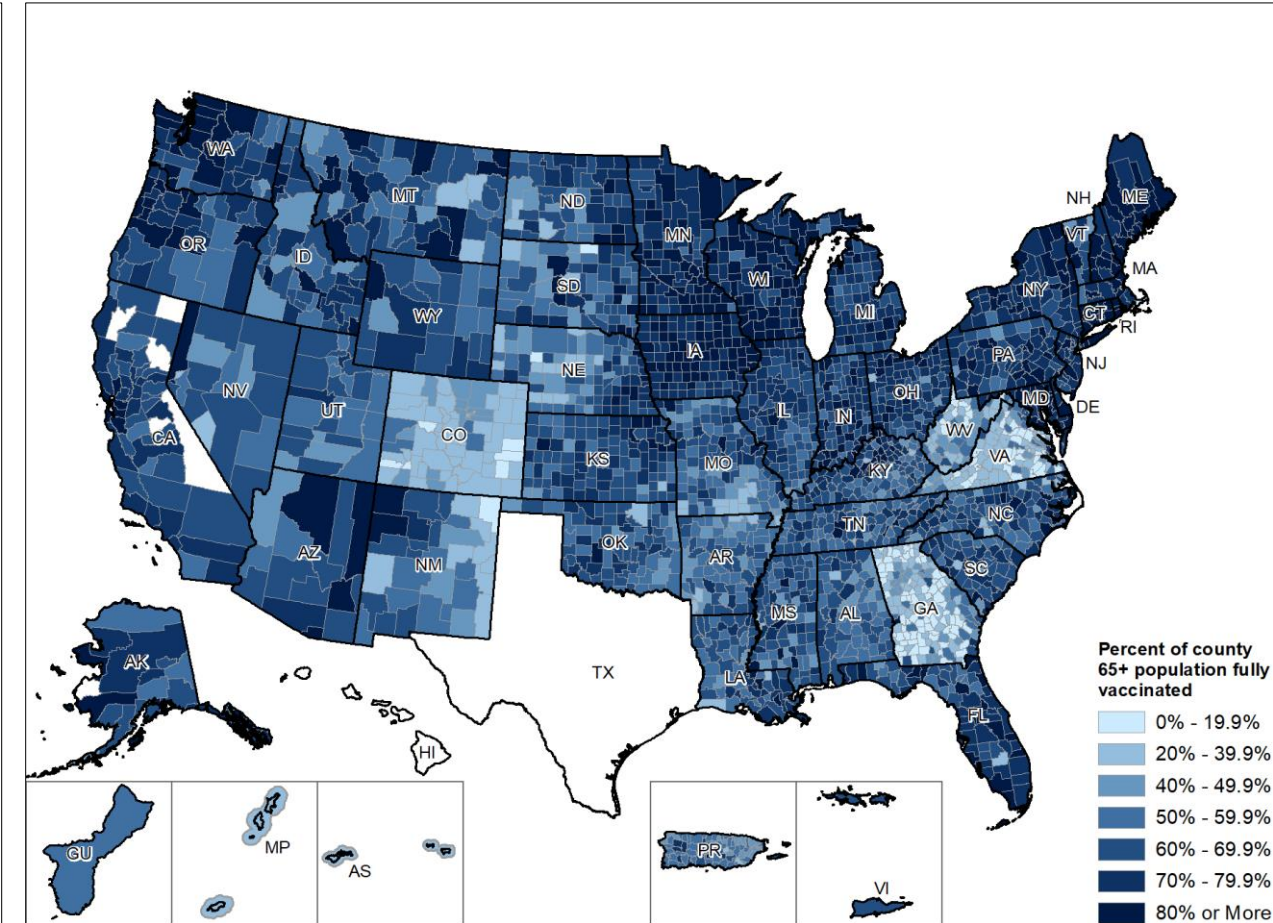 WA
MT
ND
MN
OR
ID
SD
WI
WY
MI
NV
NE
IA
UT
CO
CA
KS
MO
IL
IN
OH
KY
WV
VA
PA
NY
NH
VT
ME
MA
CT
RI
NJ
MD
DE
AZ
NM
OK
AR
TN
NC
SC
MS
AL
GA
LA
TX
FL
AK
HI
GU
MP
AS
PR
VI
Percent of county
65+ population fully
vaccinated
0% - 19.9%
20% - 39.9%
40% - 49.9%
50% - 59.9%
60% - 69.9%
70% - 79.9%
80% or More